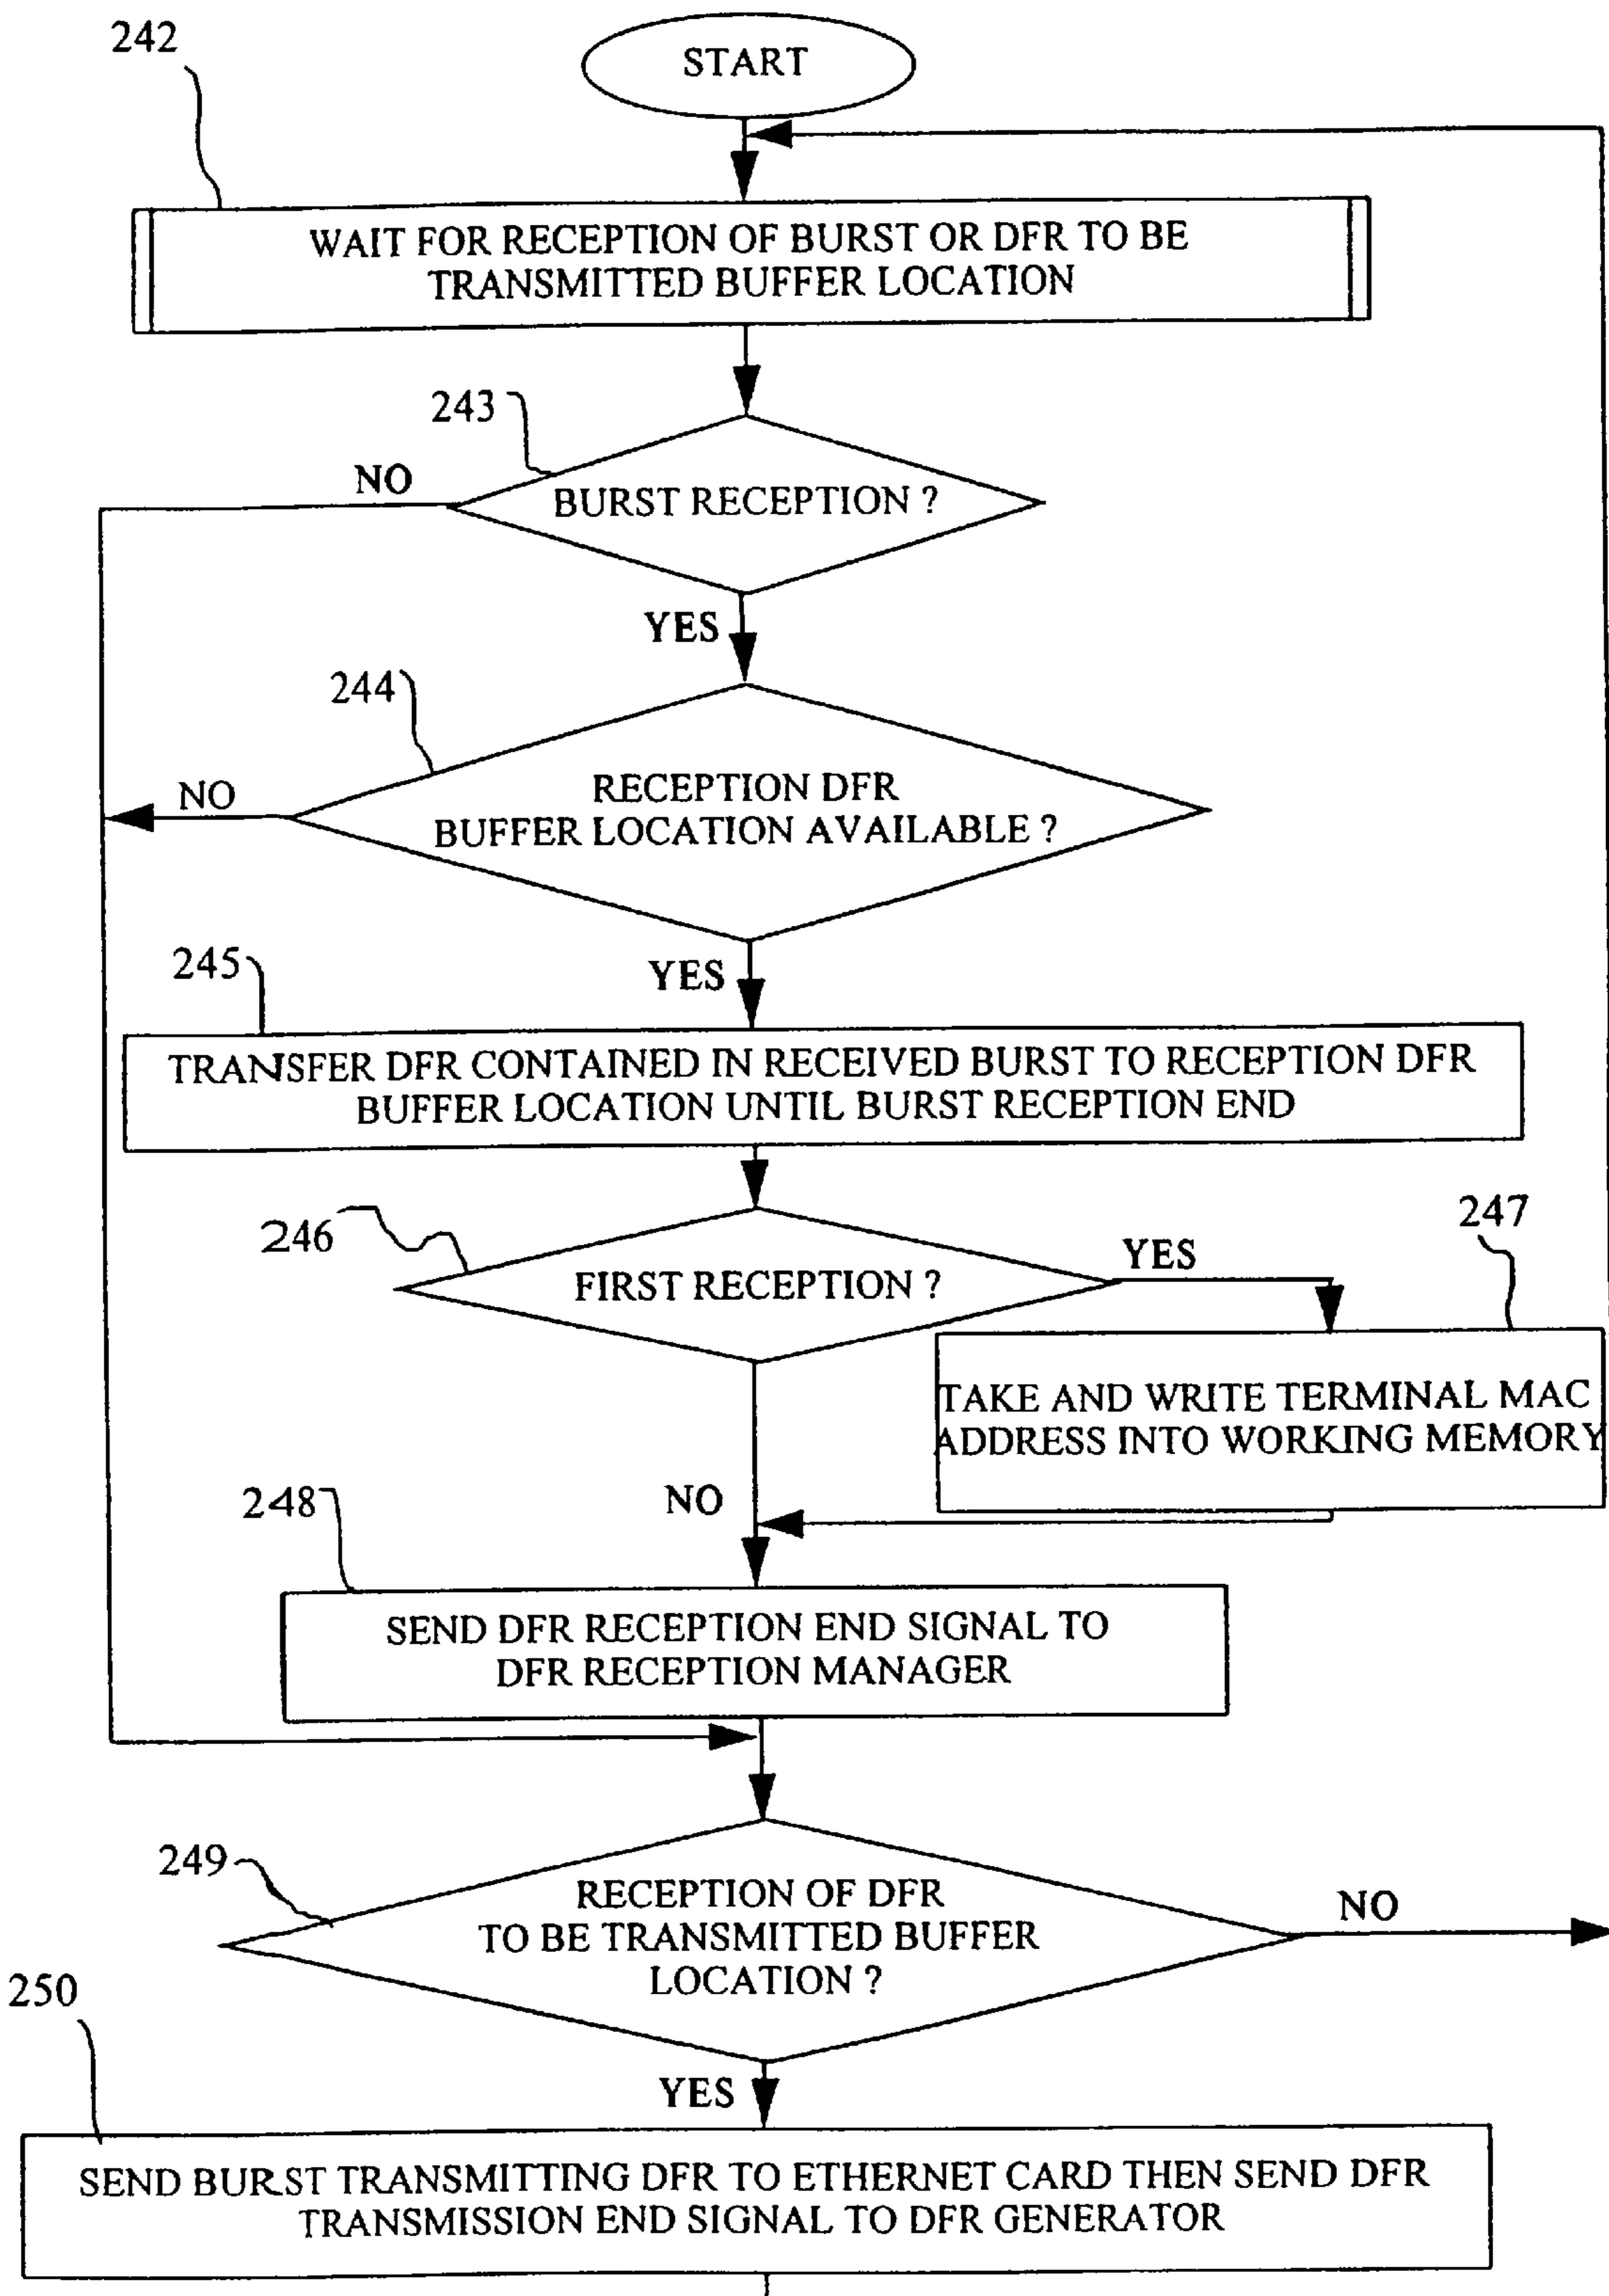 242
START
WAIT FOR RECEPTION OF BURST OR DFR TO BE
TRANSMITTED BUFFER LOCATION
243
NO
BURST RECEPTION ?
YES
244
NO
RECEPTION DFR
BUFFER LOCATION AVAILABLE ?
YES
245
TRANSFER DFR CONTAINED IN RECEIVED BURST TO RECEPTION DFR
BUFFER LOCATION UNTIL BURST RECEPTION END
246
FIRST RECEPTION ?
YES
247
TAKE AND WRITE TERMINAL MAC
ADDRESS INTO WORKING MEMORY
NO
248
SEND DFR RECEPTION END SIGNAL TO
DFR RECEPTION MANAGER
249
RECEPTION OF DFR
TO BE TRANSMITTED BUFFER
LOCATION ?
NO
250
YES
SEND BURST TRANSMITTING DFR TO ETHERNET CARD THEN SEND DFR
TRANSMISSION END SIGNAL TO DFR GENERATOR